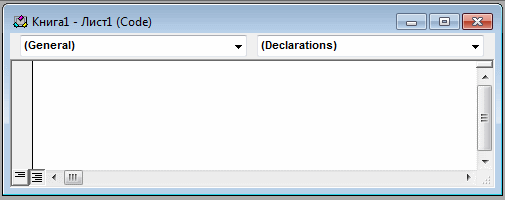 Книга1 - Лист1 (Code)
(General) (Declarations)